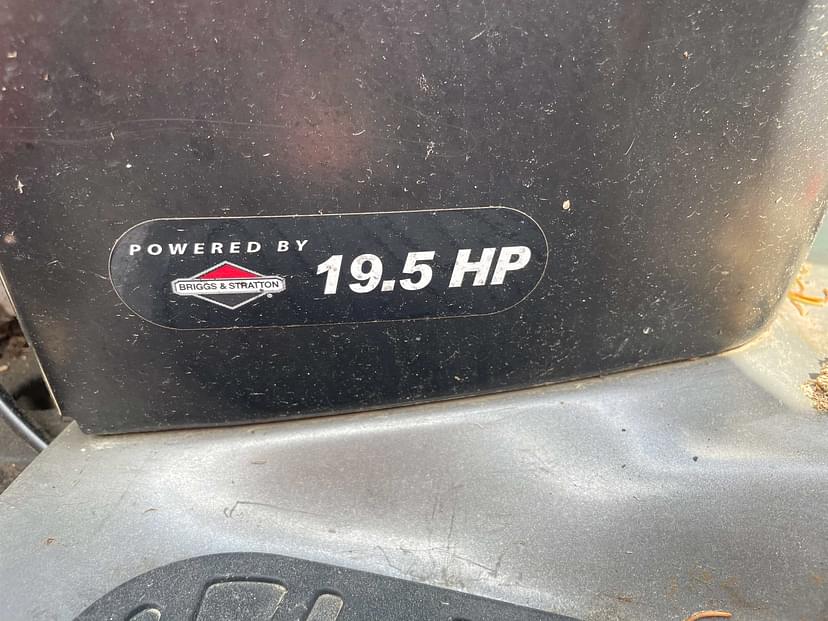 POWERED BY
BRIGGS & STRATTON
19.5 HP